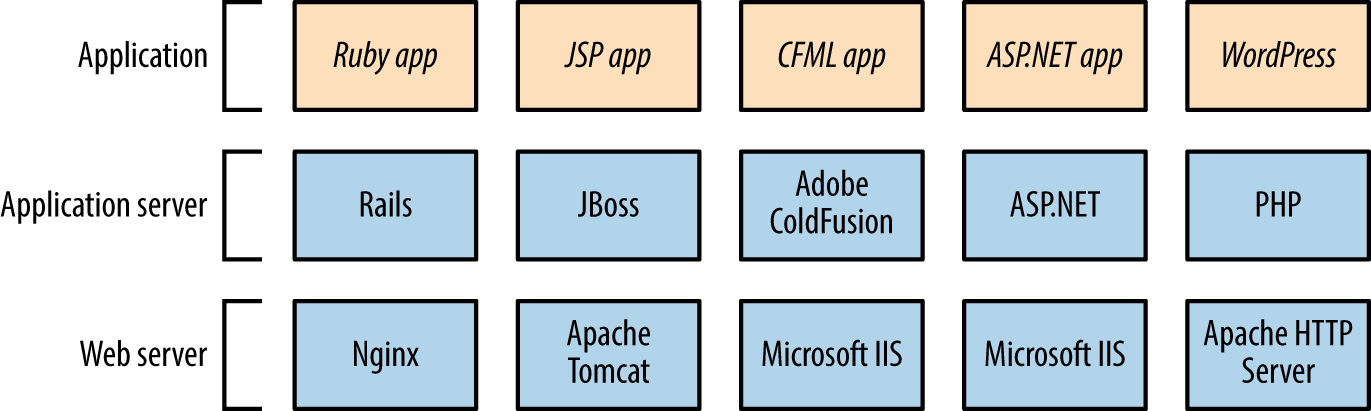 Application
Ruby app
JSP app
CFML app
ASP.NET app
WordPress
Application server
Rails
JBoss
Adobe
ColdFusion
ASP.NET
PHP
Web server
Nginx
Apache
Tomcat
Microsoft IIS
Microsoft IIS
Apache HTTP
Server